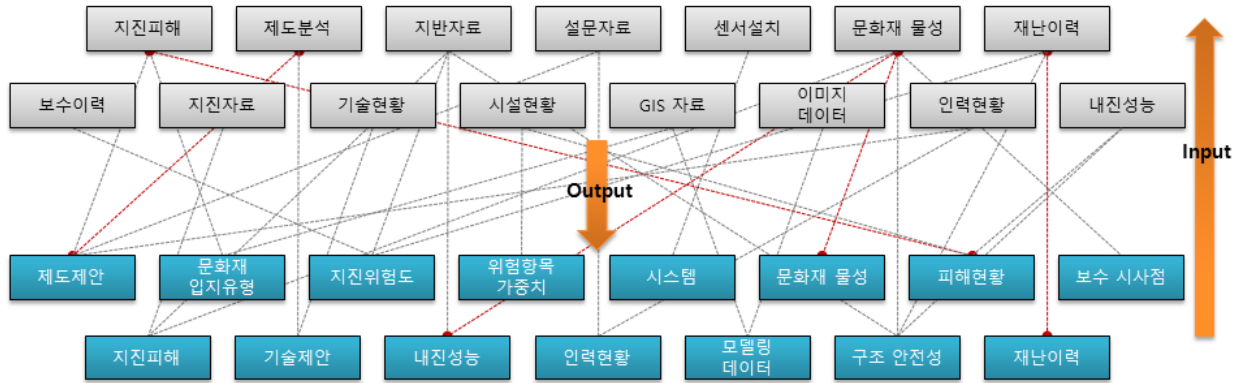 지진피해
제도분석
지반자료
설문자료
센서설치
문화재 물성
재난이력
보수이력
지진자료
기술현황
시설현황
GIS 자료
이미지
데이터
인력현황
내진성능
Input
Output
제도제안
문화재
입지유형
지진위험도
위험항목
가중치
시스템
문화재 물성
피해현황
보수 시사점
지진피해
기술제안
내진성능
인력현황
모델링
데이터
구조 안전성
재난이력